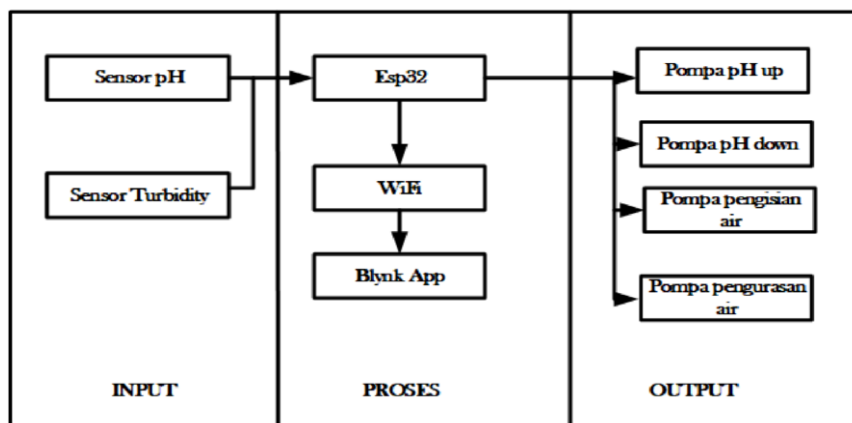 Sensor pH
Sensor Turbidity
INPUT
Esp32
WiFi
Blynk App
PROSES
Pompa pH up
Pompa pH down
Pompa pengisian
air
Pompa pengurasan
air
OUTPUT